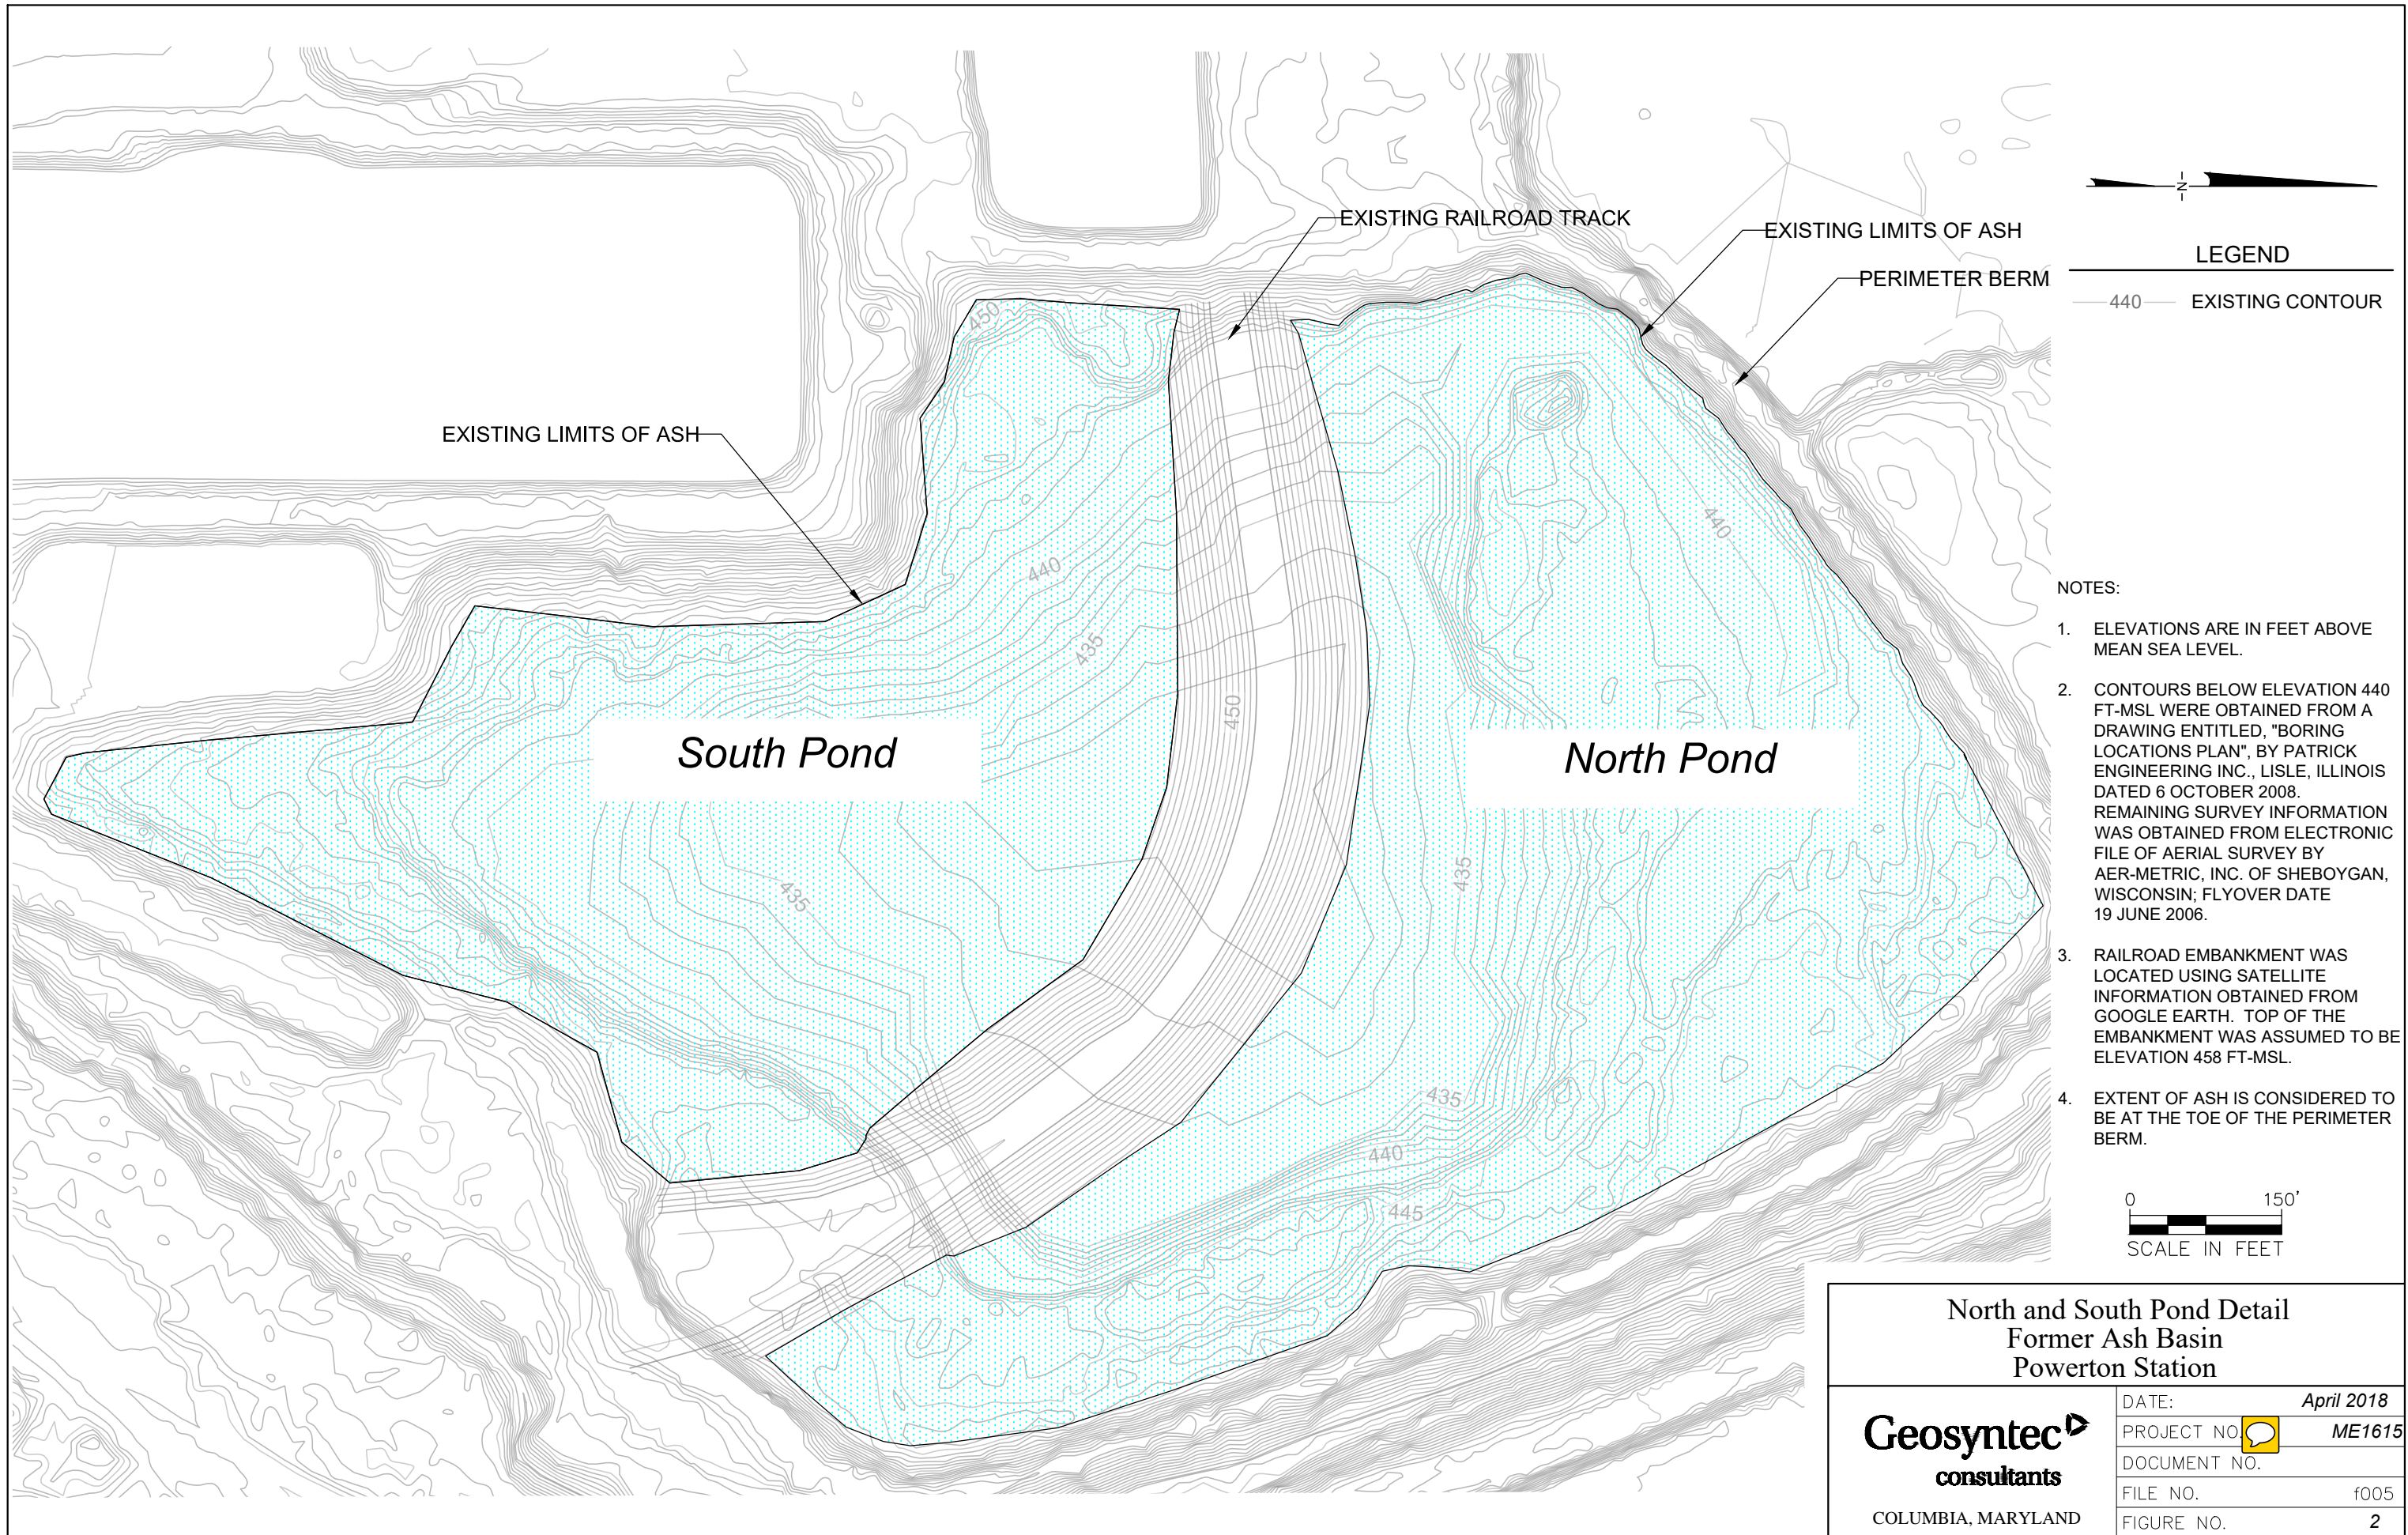 EXISTING RAILROAD TRACK
EXISTING LIMITS OF ASH
PERIMETER BERM
EXISTING LIMITS OF ASH
450
440
435
435
450
440
435
435
440
445
South Pond
North Pond
N
LEGEND
440 EXISTING CONTOUR
NOTES:
1. ELEVATIONS ARE IN FEET ABOVE
MEAN SEA LEVEL.
2. CONTOURS BELOW ELEVATION 440
FT-MSL WERE OBTAINED FROM A
DRAWING ENTITLED, "BORING
LOCATIONS PLAN", BY PATRICK
ENGINEERING INC., LISLE, ILLINOIS
DATED 6 OCTOBER 2008.
REMAINING SURVEY INFORMATION
WAS OBTAINED FROM ELECTRONIC
FILE OF AERIAL SURVEY BY
AER-METRIC, INC. OF SHEBOYGAN,
WISCONSIN; FLYOVER DATE
19 JUNE 2006.
3. RAILROAD EMBANKMENT WAS
LOCATED USING SATELLITE
INFORMATION OBTAINED FROM
GOOGLE EARTH. TOP OF THE
EMBANKMENT WAS ASSUMED TO BE
ELEVATION 458 FT-MSL.
4. EXTENT OF ASH IS CONSIDERED TO
BE AT THE TOE OF THE PERIMETER
BERM.
0 150'
SCALE IN FEET
North and South Pond Detail
Former Ash Basin
Powerton Station
Geosyntec
consultants
COLUMBIA, MARYLAND
DATE: April 2018
PROJECT NO. ME1615
DOCUMENT NO.
FILE NO. f005
FIGURE NO. 2